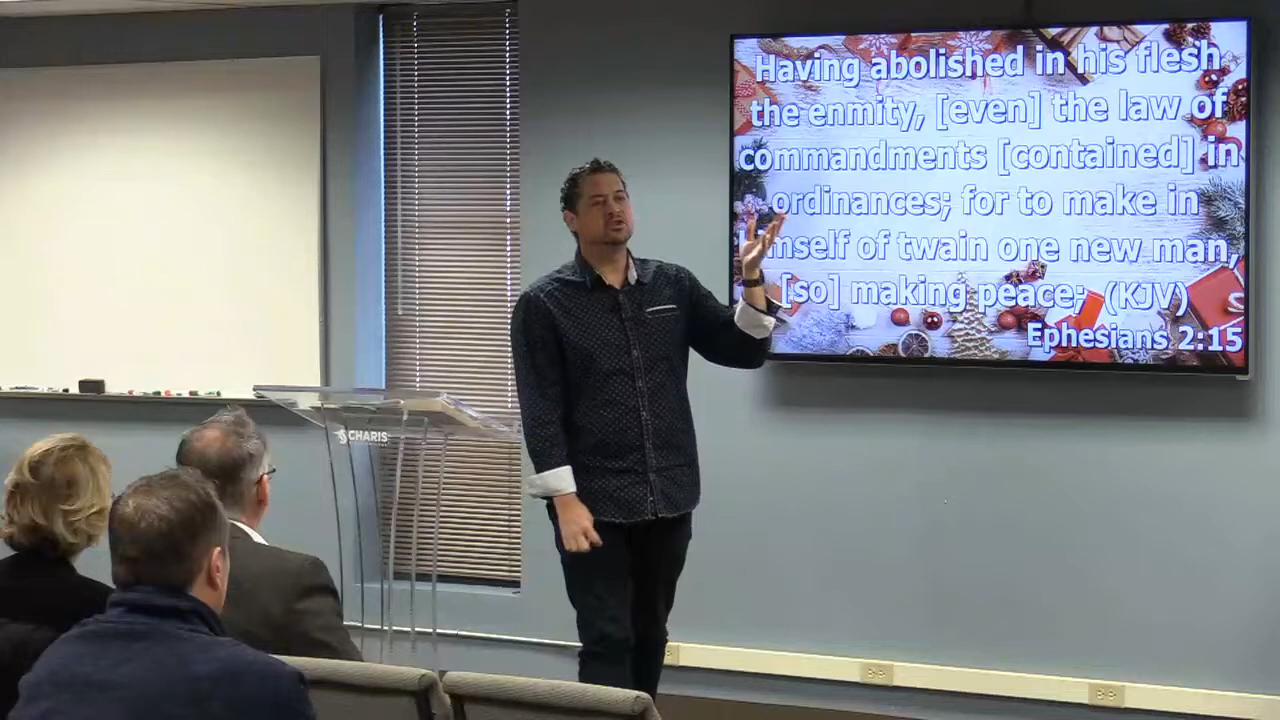 Having abolished in his flesh
the enmity, [even] the law of
commandments [contained] in
ordinances; for to make in
himself of twain one new man,
[so] making peace; (KJV)
Ephesians 2:15
CHARIS